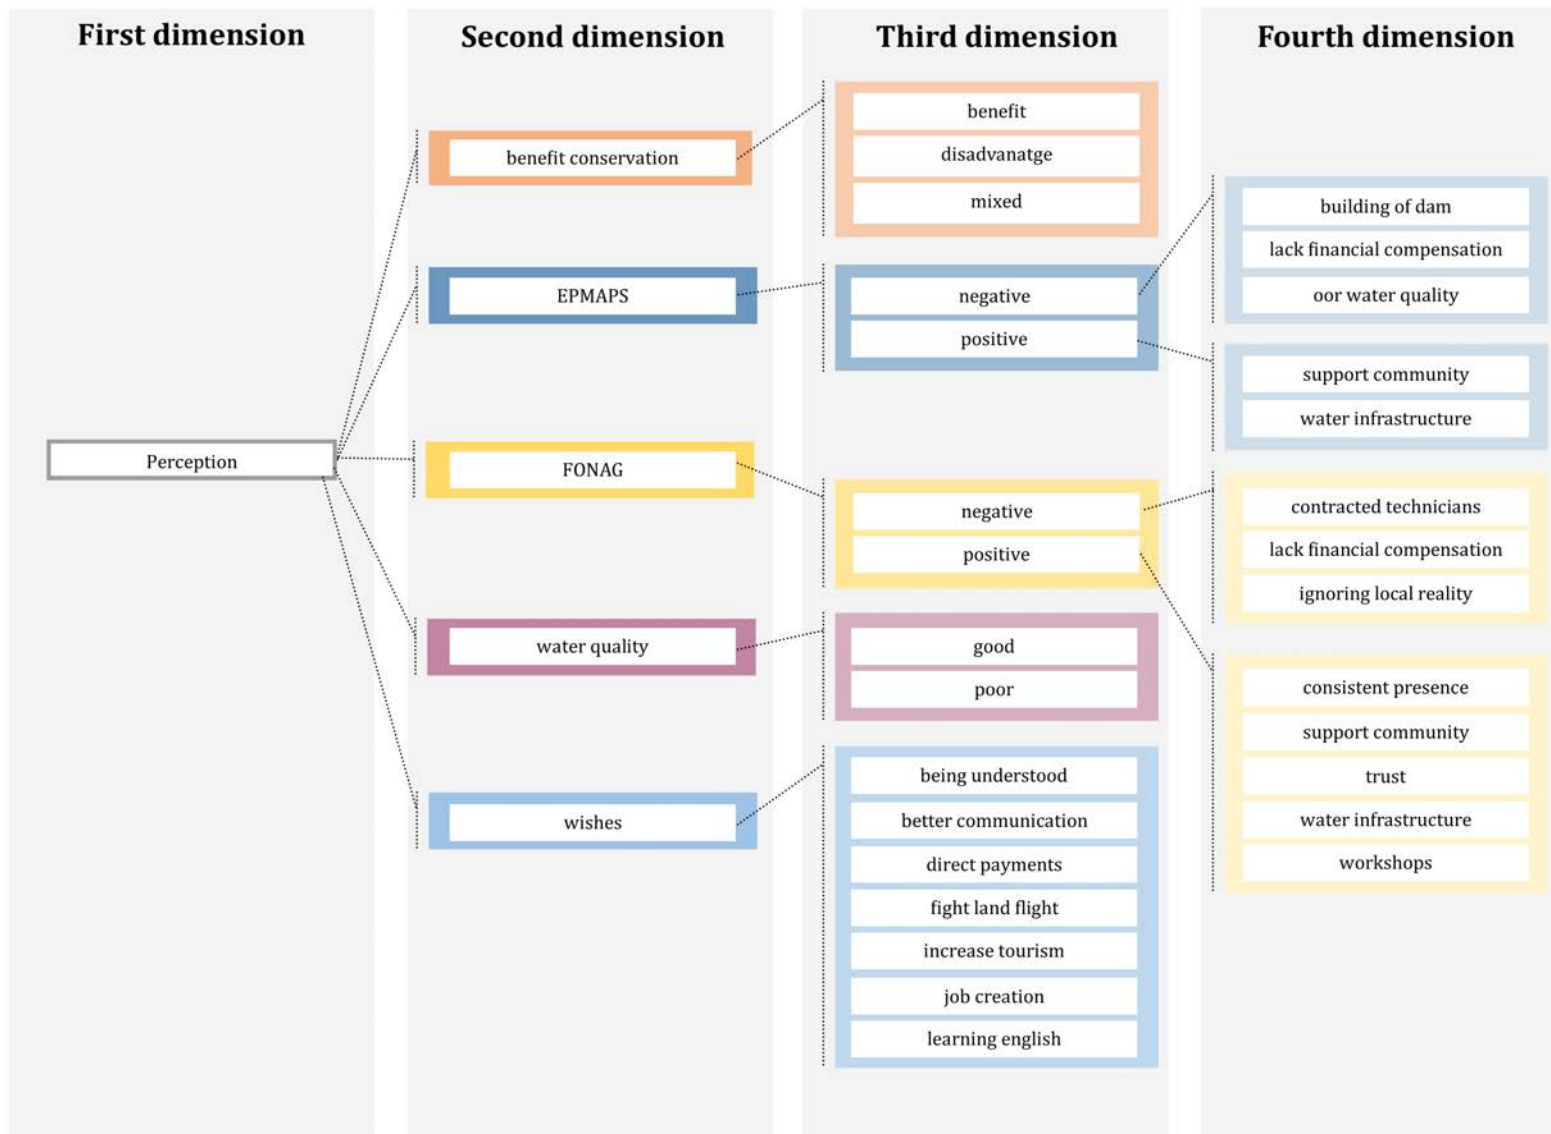 First dimension
Second dimension
Third dimension
Fourth dimension
Perception
benefit conservation
EPMAPS
FONAG
water quality
wishes
benefit
disadvanatge
mixed
negative
positive
negative
positive
good
poor
being understood
better communication
direct payments
fight land flight
increase tourism
job creation
learning english
building of dam
lack financial compensation
oor water quality
support community
water infrastructure
contracted technicians
lack financial compensation
ignoring local reality
consistent presence
support community
trust
water infrastructure
workshops